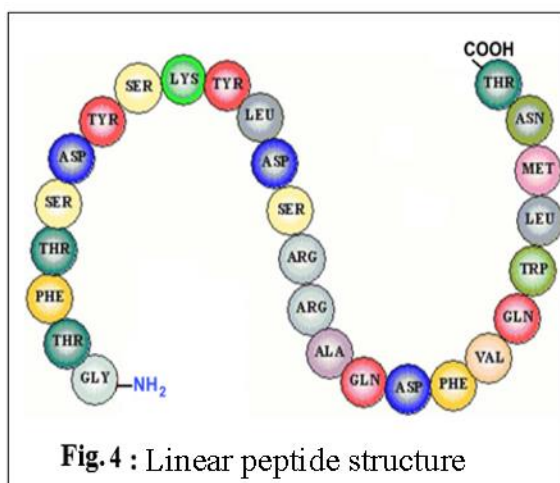 COOH
GLY
NH2
THR
PHE
THR
SER
ASP
TYR
SER
LYS
TYR
LEU
ASP
SER
ARG
ARG
ALA
GLN
ASP
PHE
VAL
GLN
TRP
LEU
MET
ASN
THR
Fig. 4 : Linear peptide structure